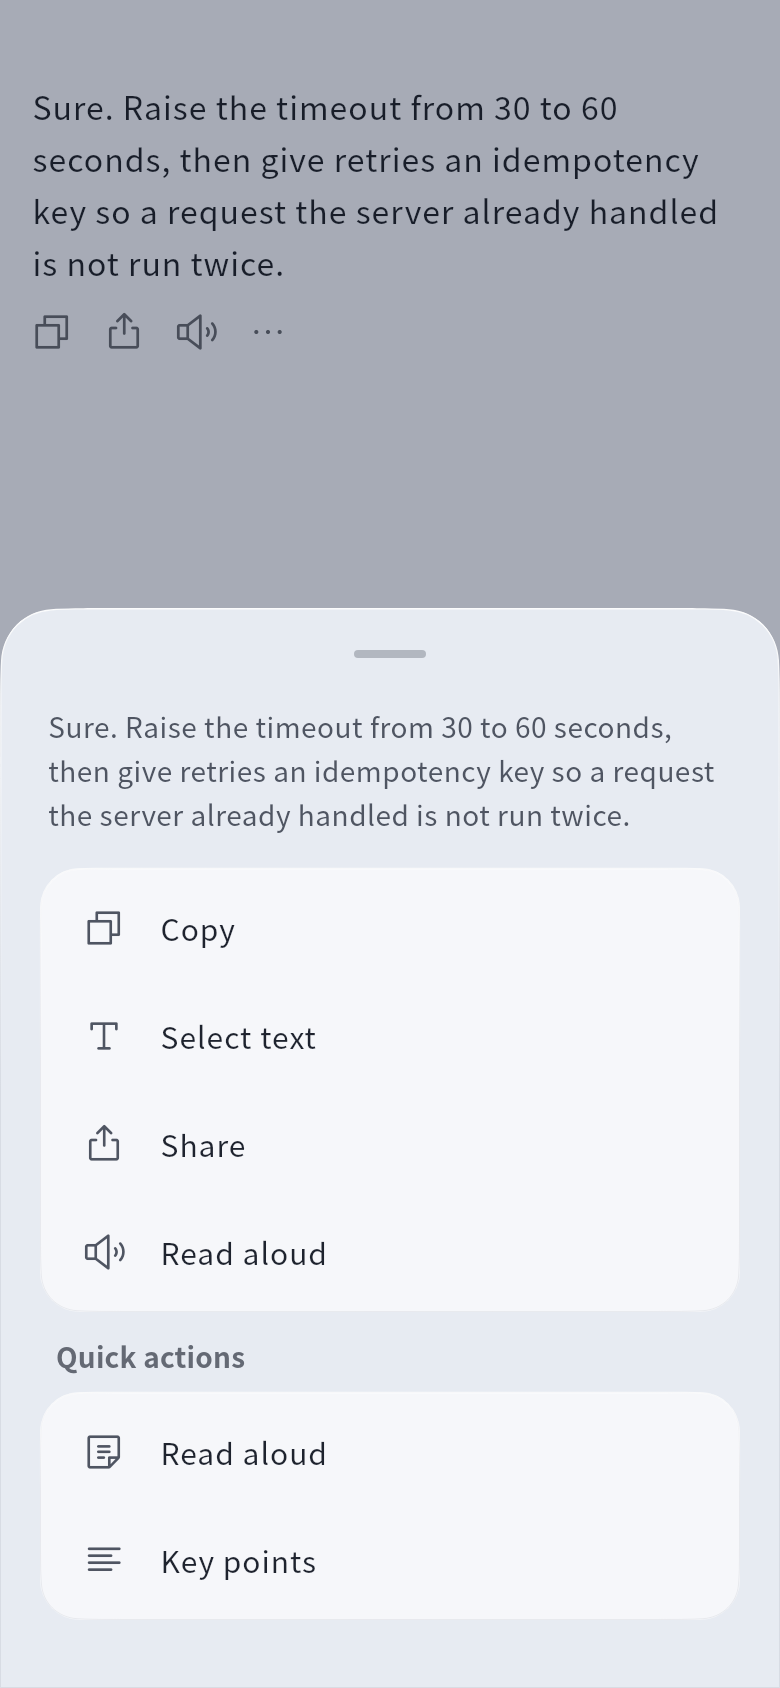 Sure. Raise the timeout from 30 to 60
seconds, then give retries an idempotency
key so a request the server already handled
is not run twice.
Sure. Raise the timeout from 30 to 60 seconds,
then give retries an idempotency key so a request
the server already handled is not run twice.
Copy
Select text
Share
Read aloud
Quick actions
Read aloud
Key points